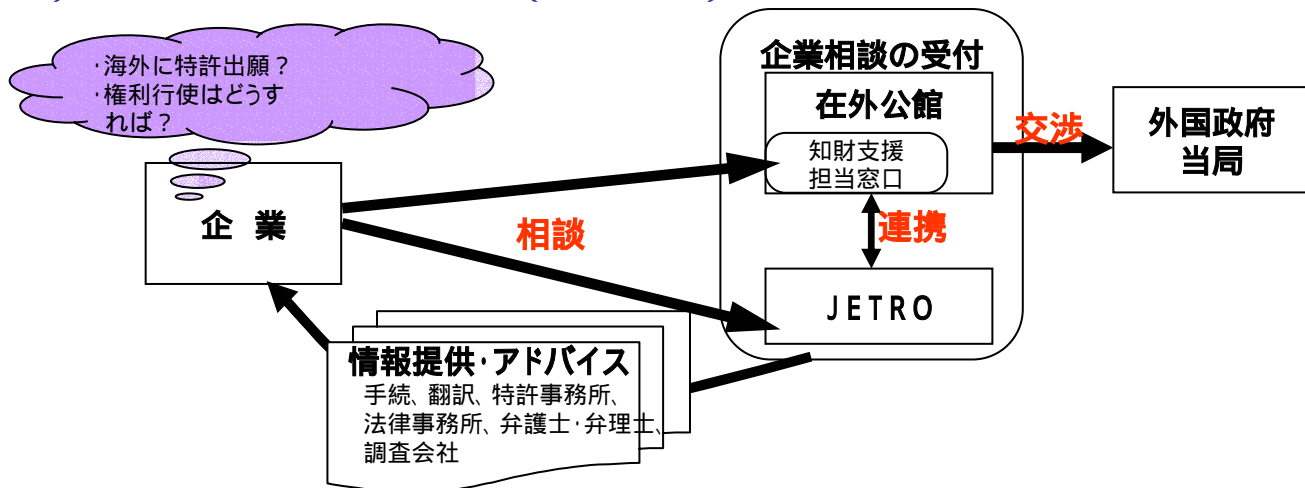 ・海外に特許出願？
・権利行使はどうす
れば？
企業相談の受付
在外公館
知財支援
担当窓口
交渉
外国政府
当局
企 業
相談
連携
JETRO
情報提供・アドバイス
手続、翻訳、特許事務所、
法律事務所、弁護士・弁理士、
調査会社